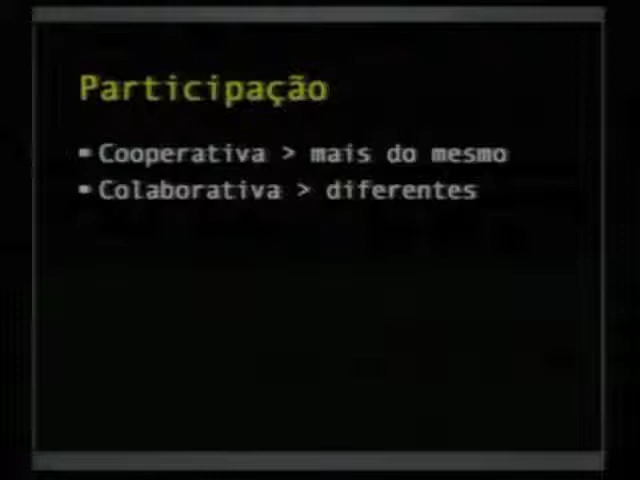 Participação
Cooperativa > mais do mesmo
Colaborativa > diferentes